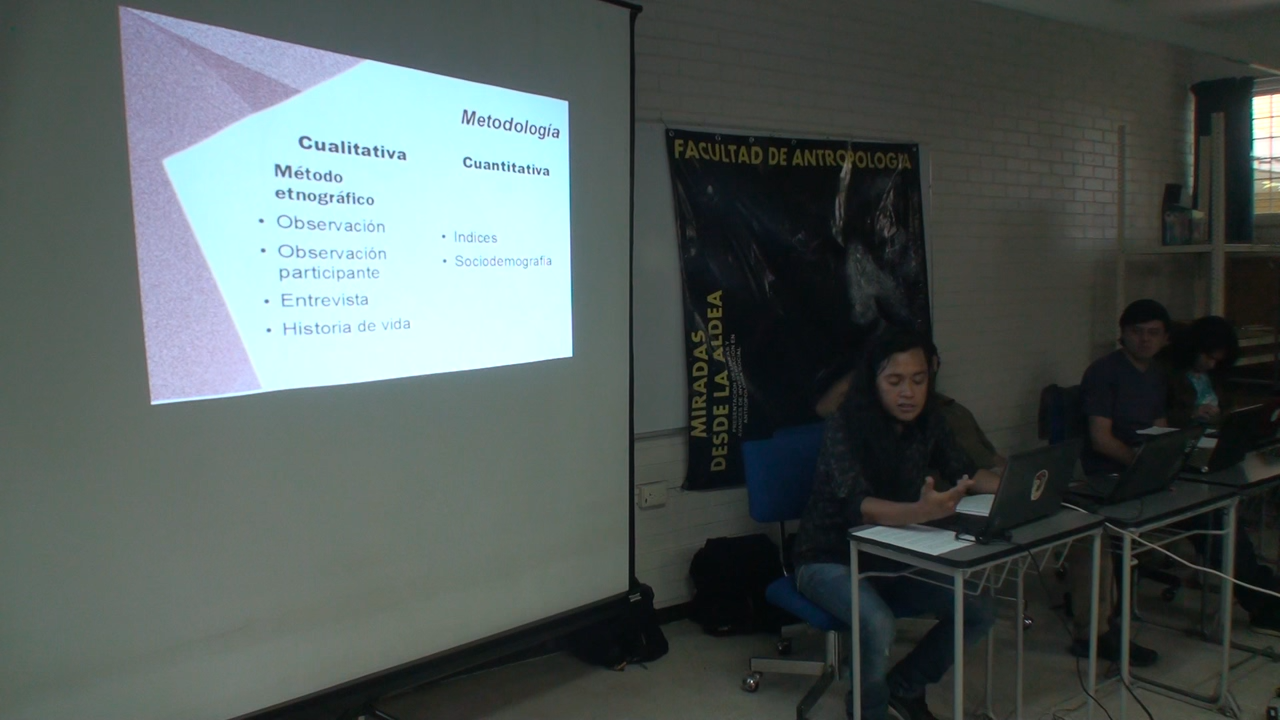 Metodología
Cualitativa
Método
etnográfico
• Observación
• Observación
participante
• Entrevista
• Historia de vida
Cuantitativa
• Indices
• Sociodemografia
FACULTAD DE ANTROPOLOGIA
MIRADAS
DESDE LA ALDEA